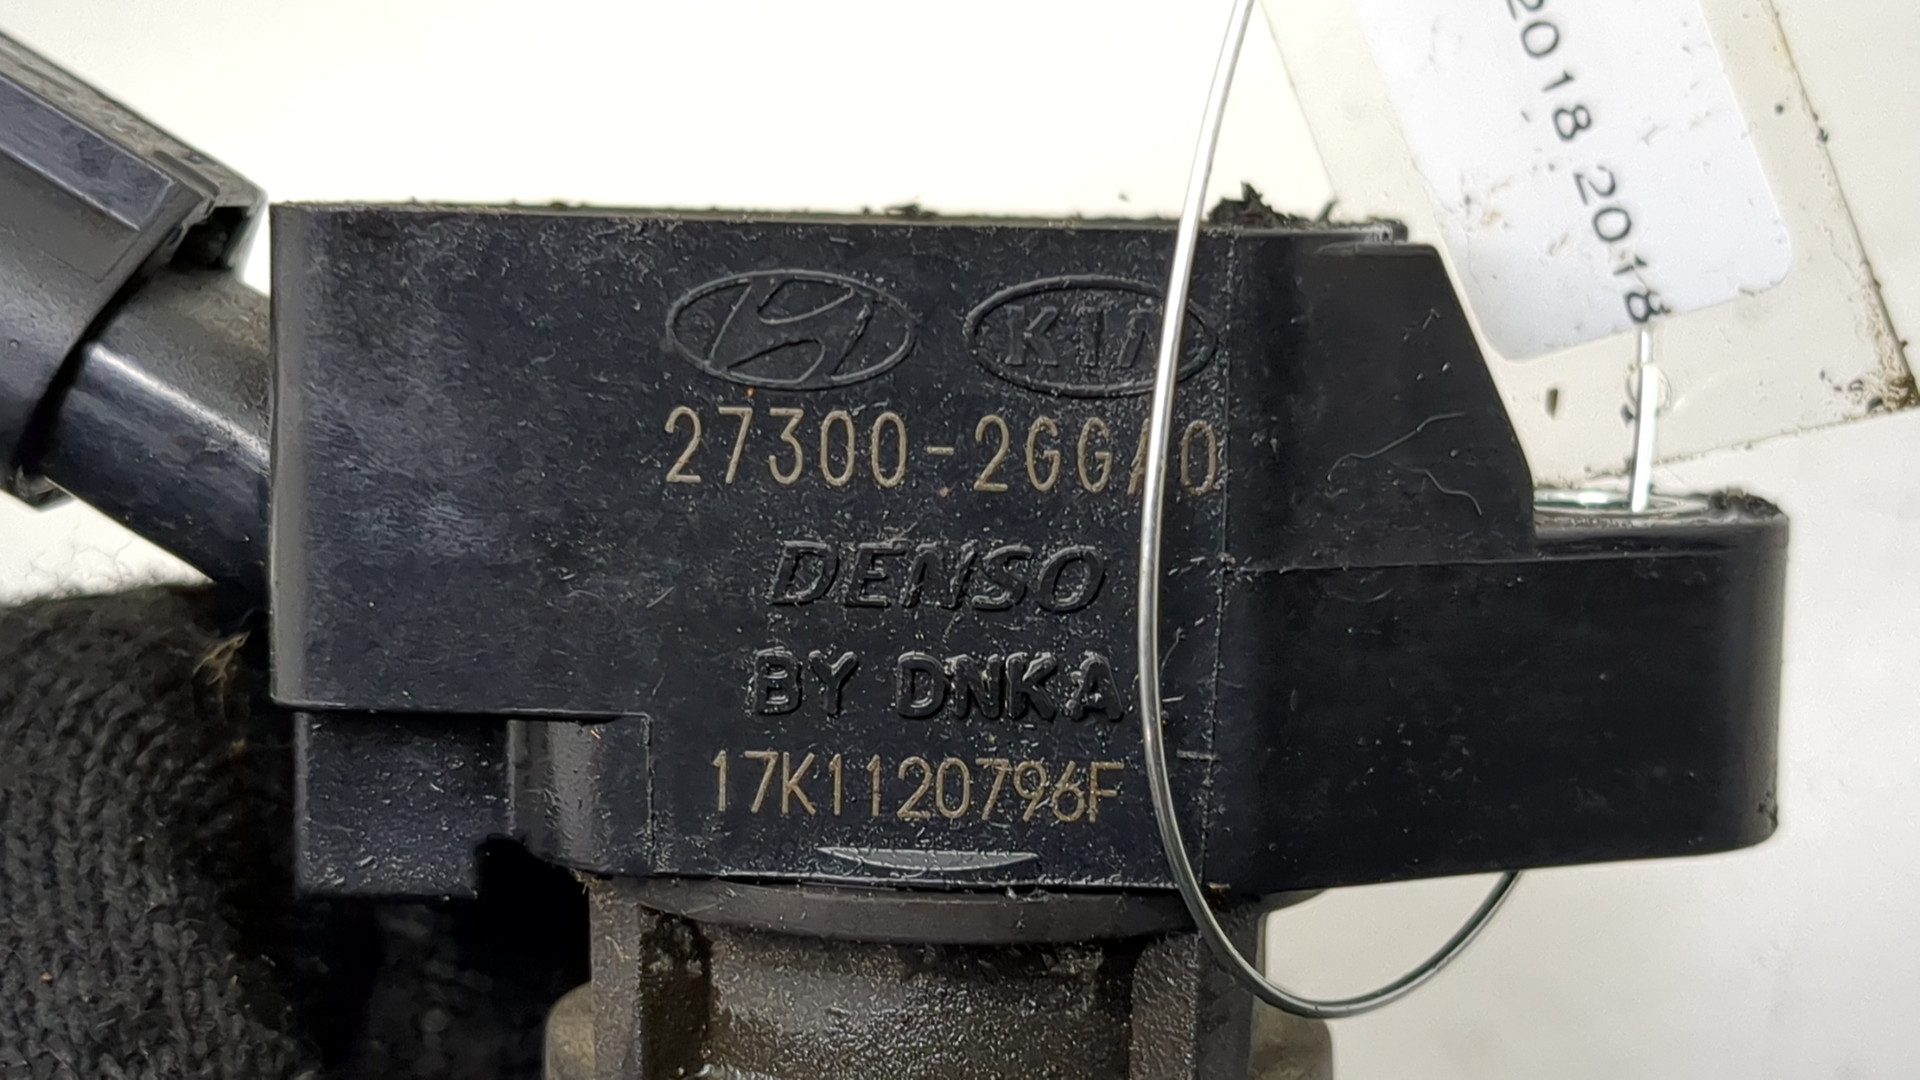 2018 2018
KIA
27300-2GGA0
DENSO
BY DNKA
17K1120796F